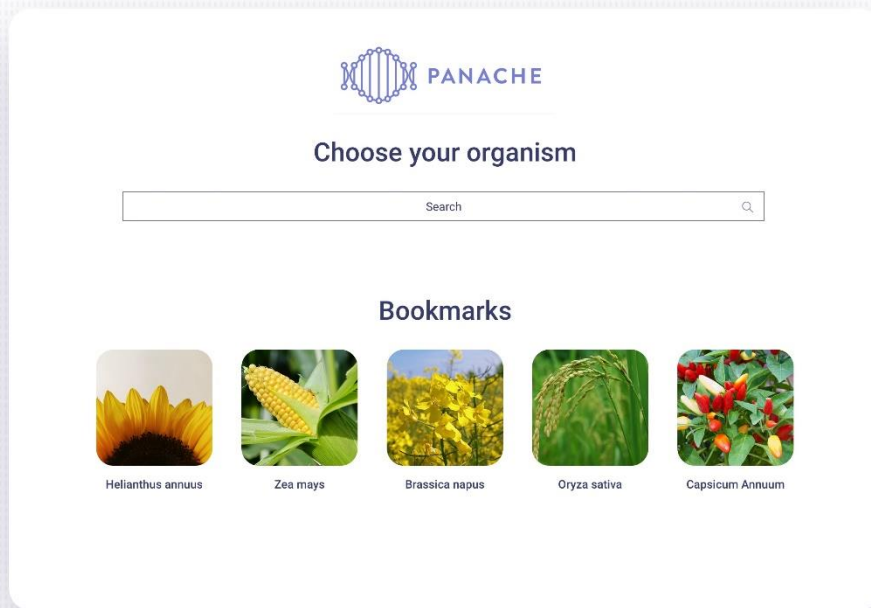 PANACHE
Choose your organism
Search
Bookmarks
Helianthus annuus
Zea mays
Brassica napus
Oryza sativa
Capsicum Annuum